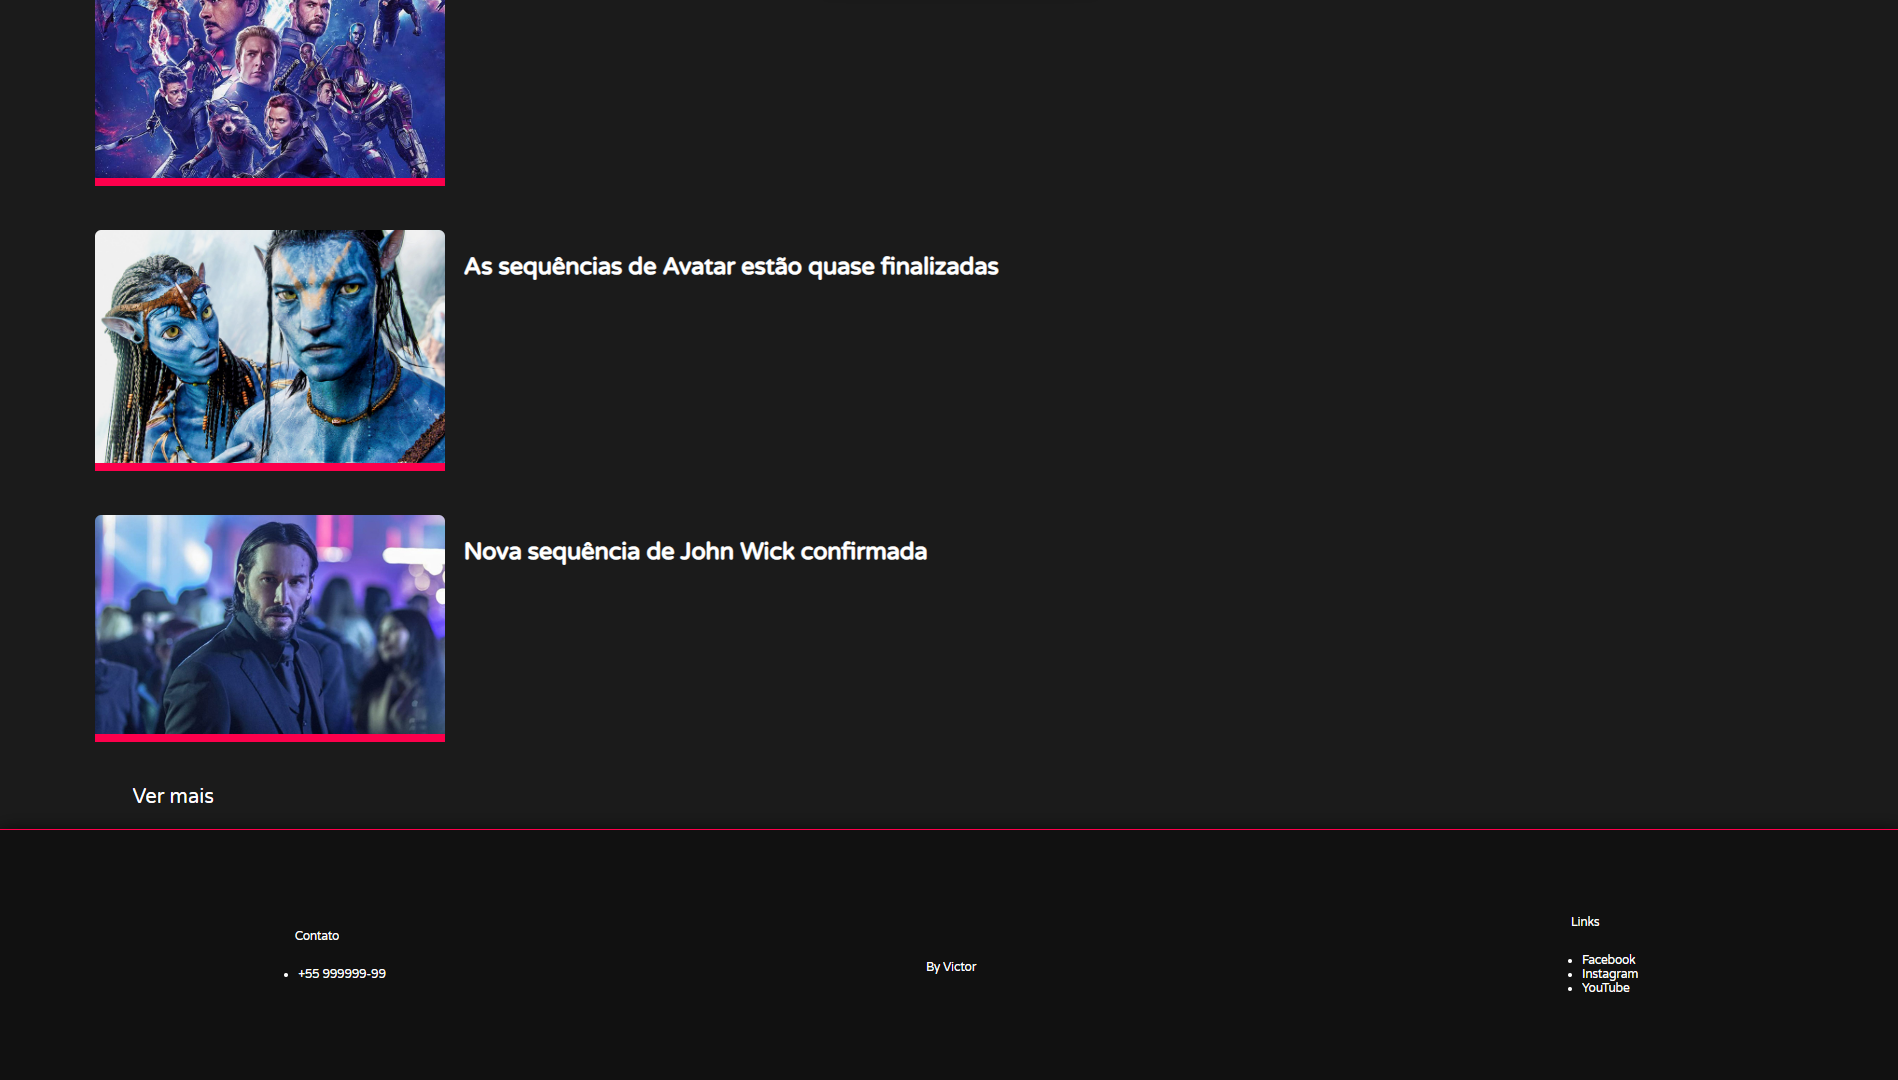 As sequências de Avatar estão quase finalizadas
Nova sequência de John Wick confirmada
Ver mais
Contato
+55 999999-99
By Victor
Links
Facebook
Instagram
YouTube